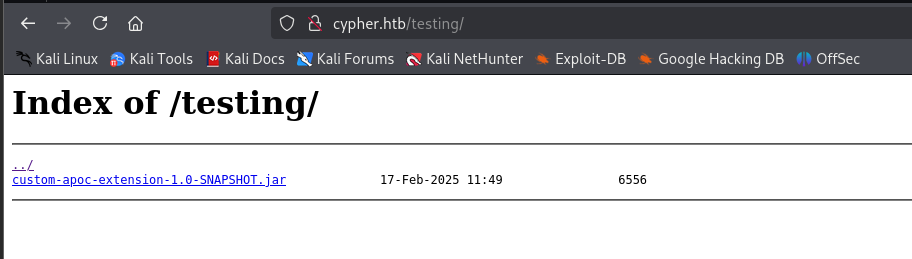 cypher.htb/testing/
Kali Linux Kali Tools Kali Docs Kali Forums Kali NetHunter Exploit-DB Google Hacking DB OffSec
Index of /testing/
../
custom-apoc-extension-1.0-SNAPSHOT.jar 17-Feb-2025 11:49 6556